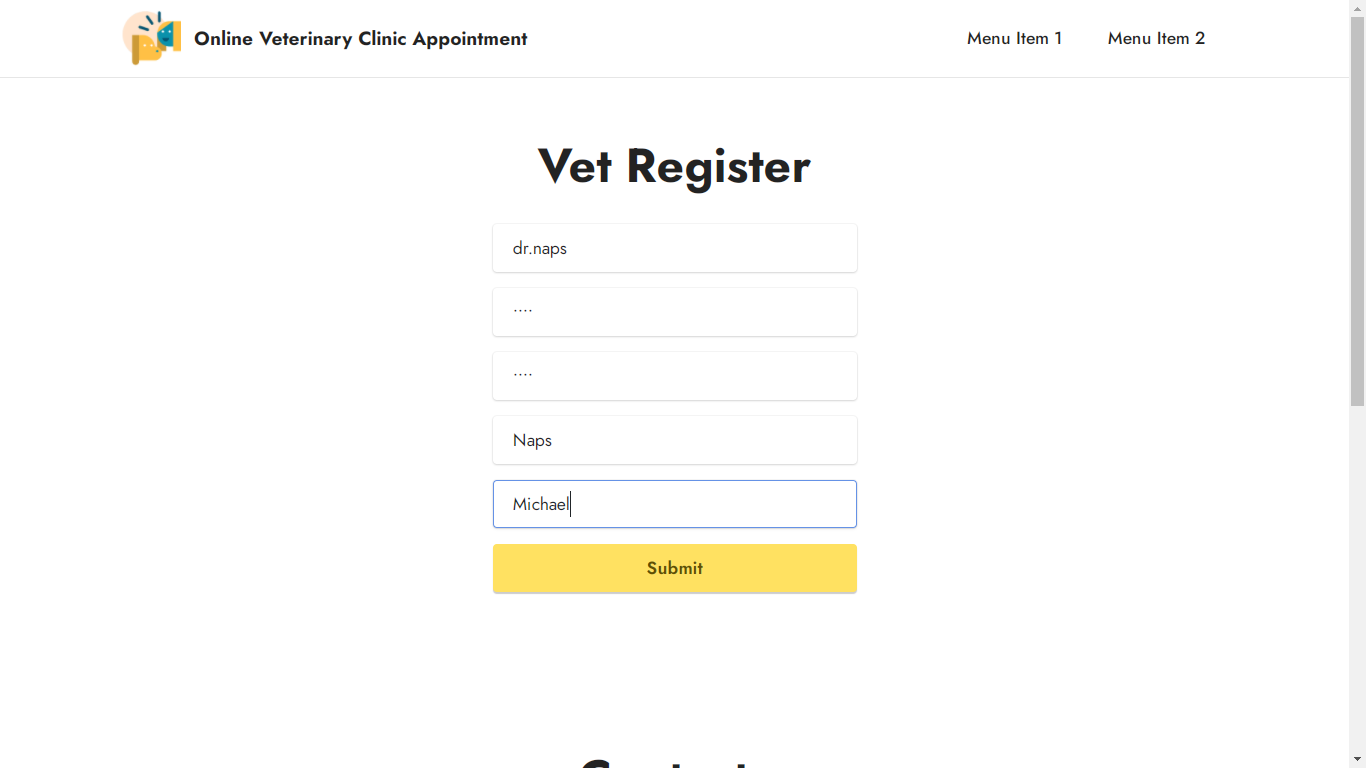 Online Veterinary Clinic Appointment
Menu Item 1
Menu Item 2
Vet Register
dr.naps
....
....
Naps
Michael
Submit